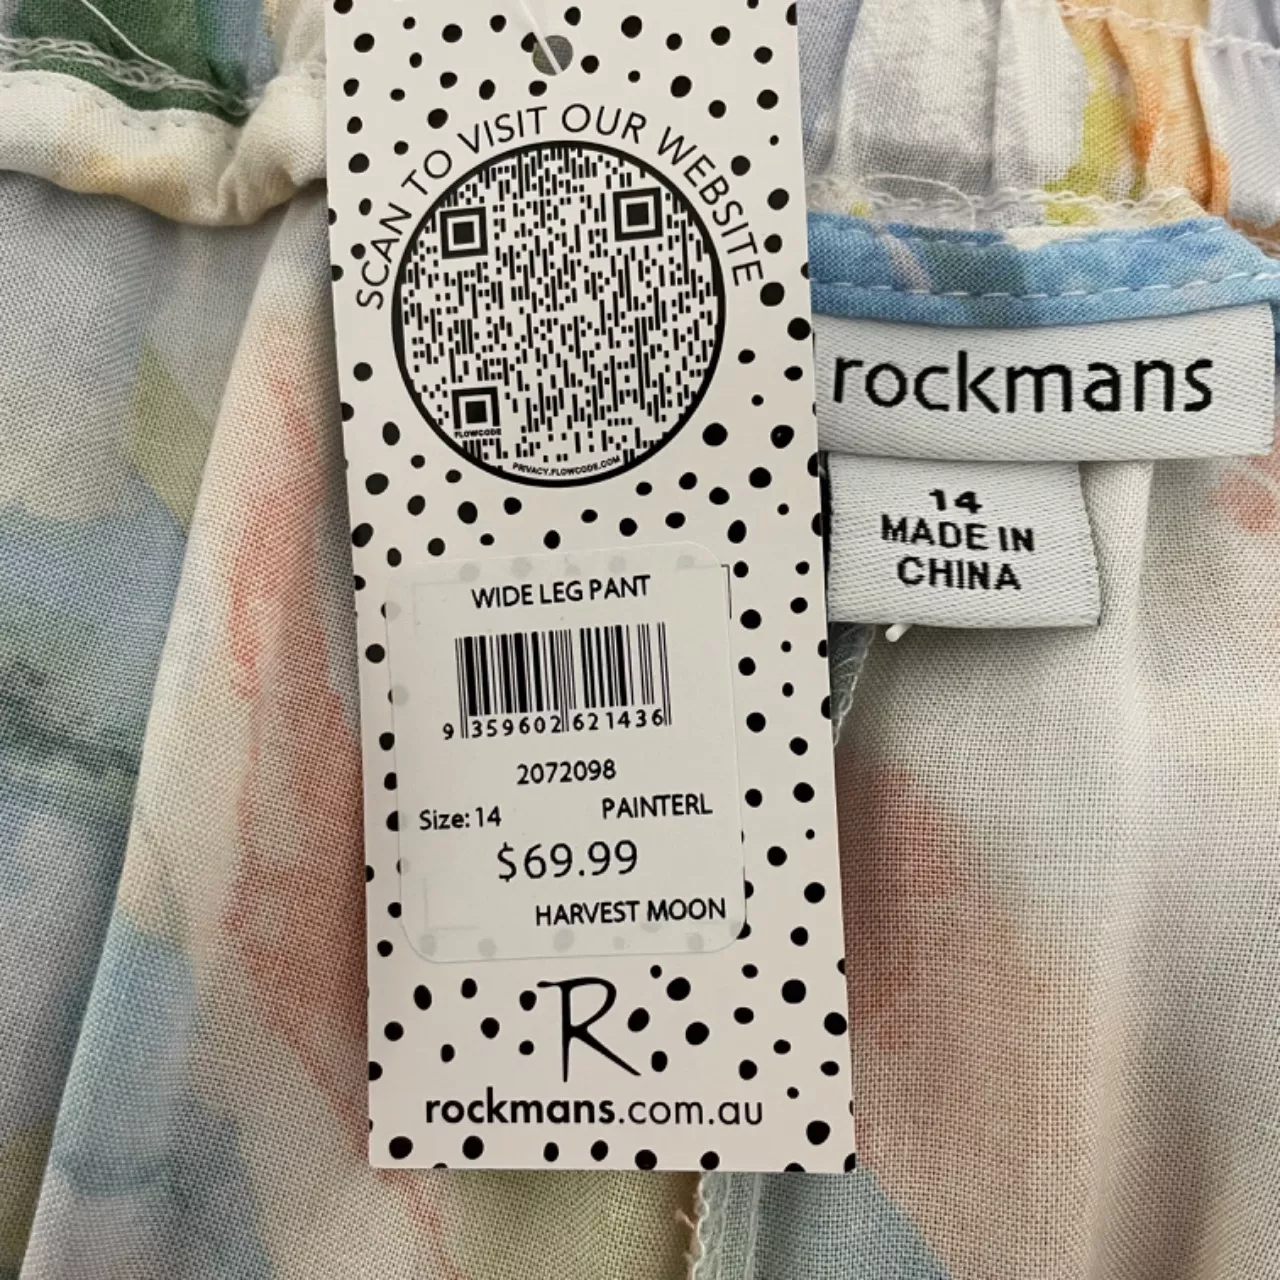 SCAN TO VISIT OUR WEBSITE
FLOWCODE
PRIVACY.FLOWCODE.COM
WIDE LEG PANT
9 359602 621436
2072098
Size: 14 PAINTERL
$69.99
HARVEST MOON
R
rockmans.com.au
rockmans
14
MADE IN
CHINA